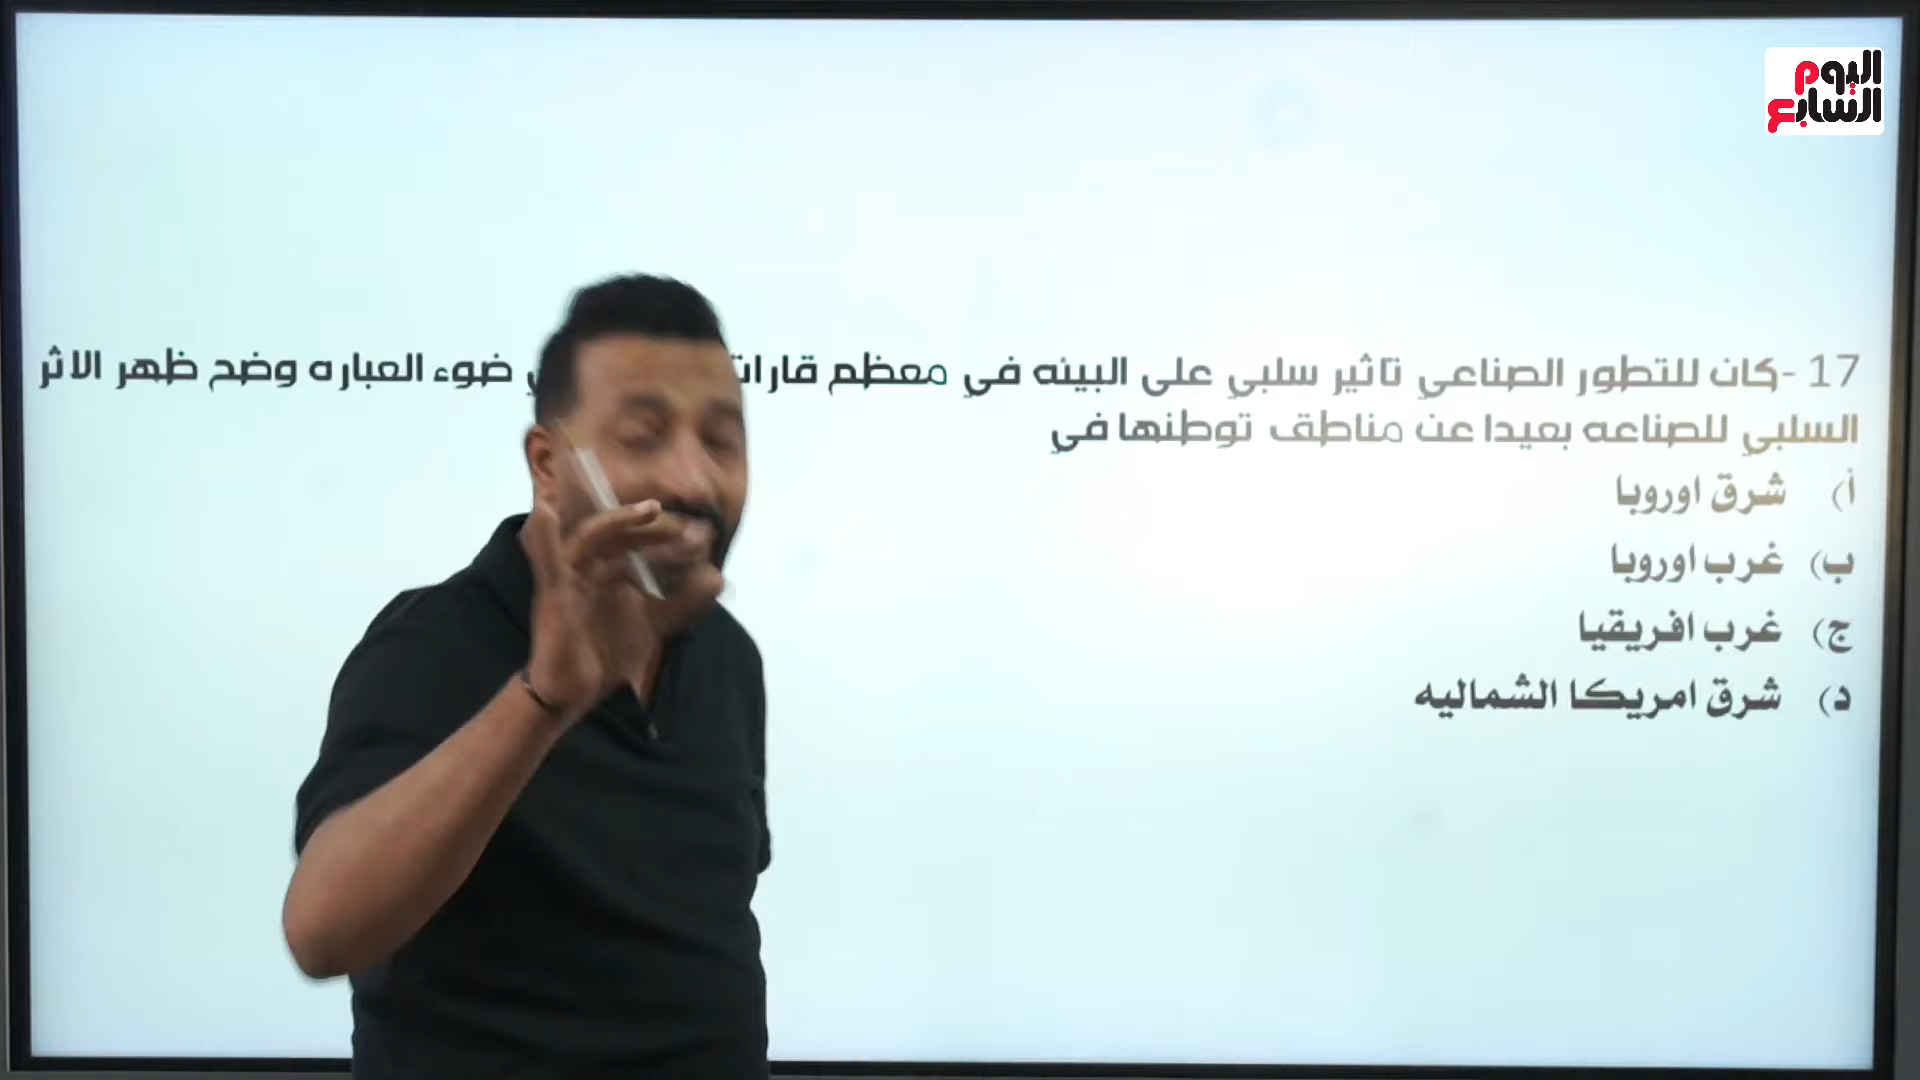 اليوم
السابع
17 -كان للتطور الصناعي تاثير سلبي على البيئه في معظم قارات ضوء العباره وضح ظهر الاثر
السلبي للصناعه بعيدا عن مناطق توطنها في
أ) شرق اوروبا
ب) غرب اوروبا
ج) غرب افريقيا
د) شرق امريكا الشماليه